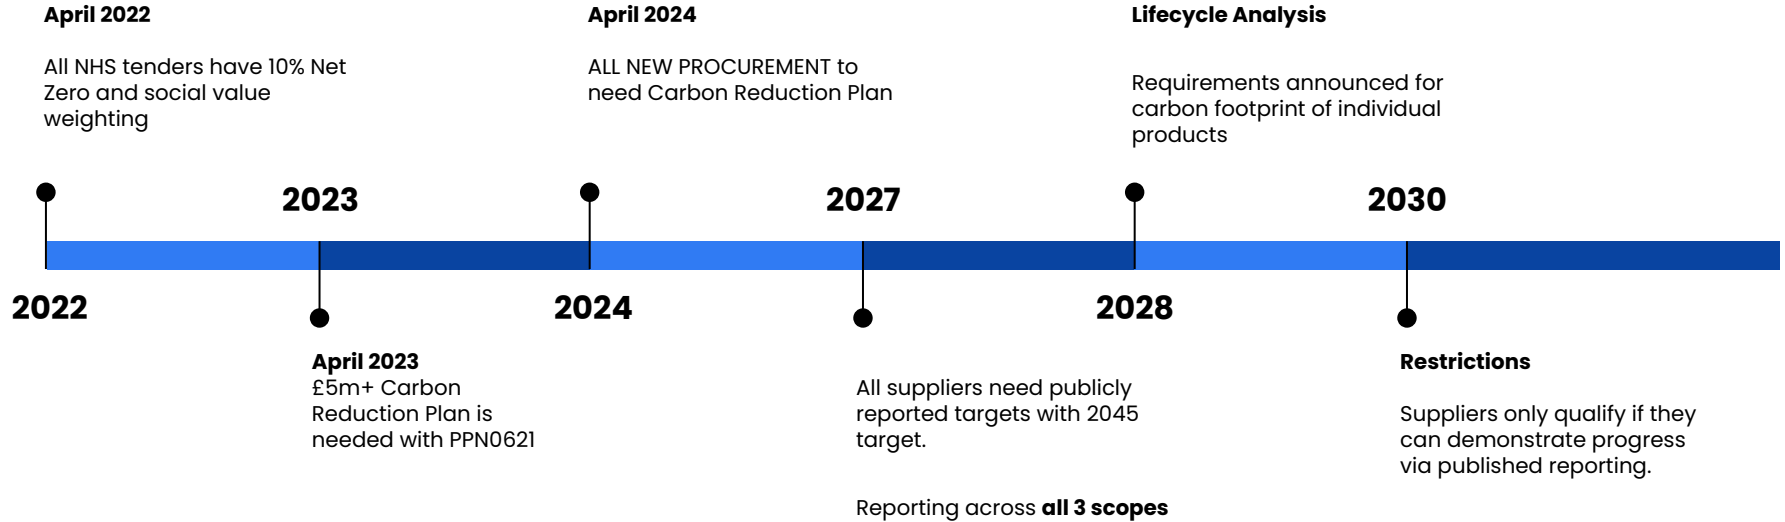 April 2022
All NHS tenders have 10% Net
Zero and social value
weighting
April 2024
ALL NEW PROCUREMENT to
need Carbon Reduction Plan
Lifecycle Analysis
Requirements announced for
carbon footprint of individual
products
2023
2027
2030
2022
2024
2028
April 2023
£5m+ Carbon
Reduction Plan is
needed with PPN0621
All suppliers need publicly
reported targets with 2045
target.
Reporting across all 3 scopes
Restrictions
Suppliers only qualify if they
can demonstrate progress
via published reporting.